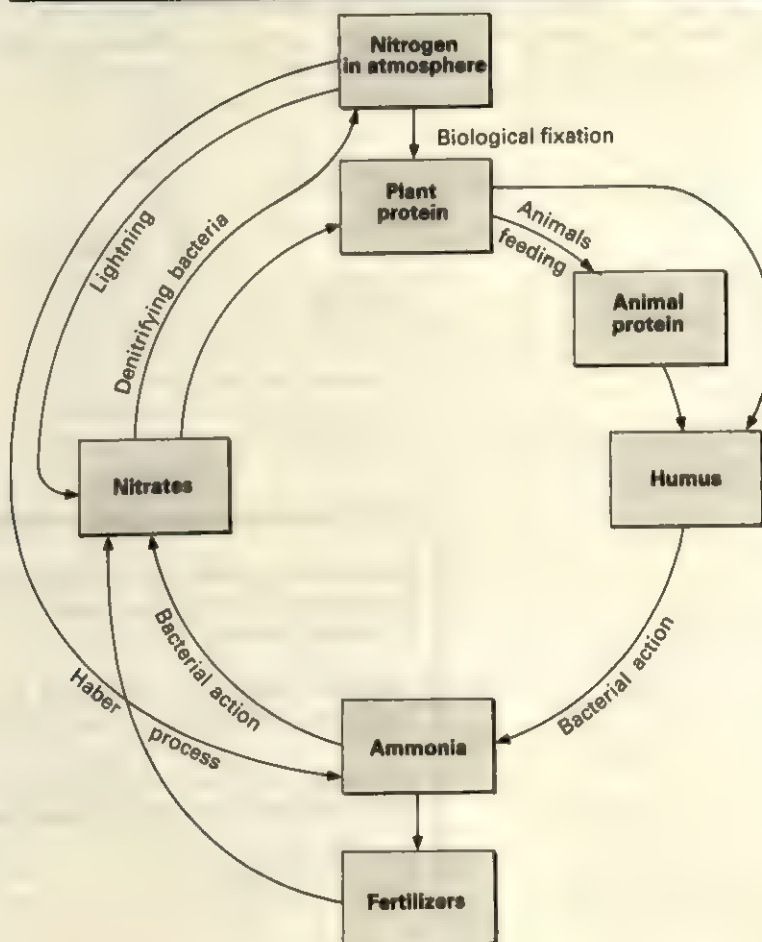 Nitrogen
in atmosphere
Biological fixation
Plant
protein
Animals
feeding
Lightning
Denitrifying bacteria
Animal
protein
Nitrates
Humus
Bacterial action
Bacterial action
Haber process
Ammonia
Fertilizers